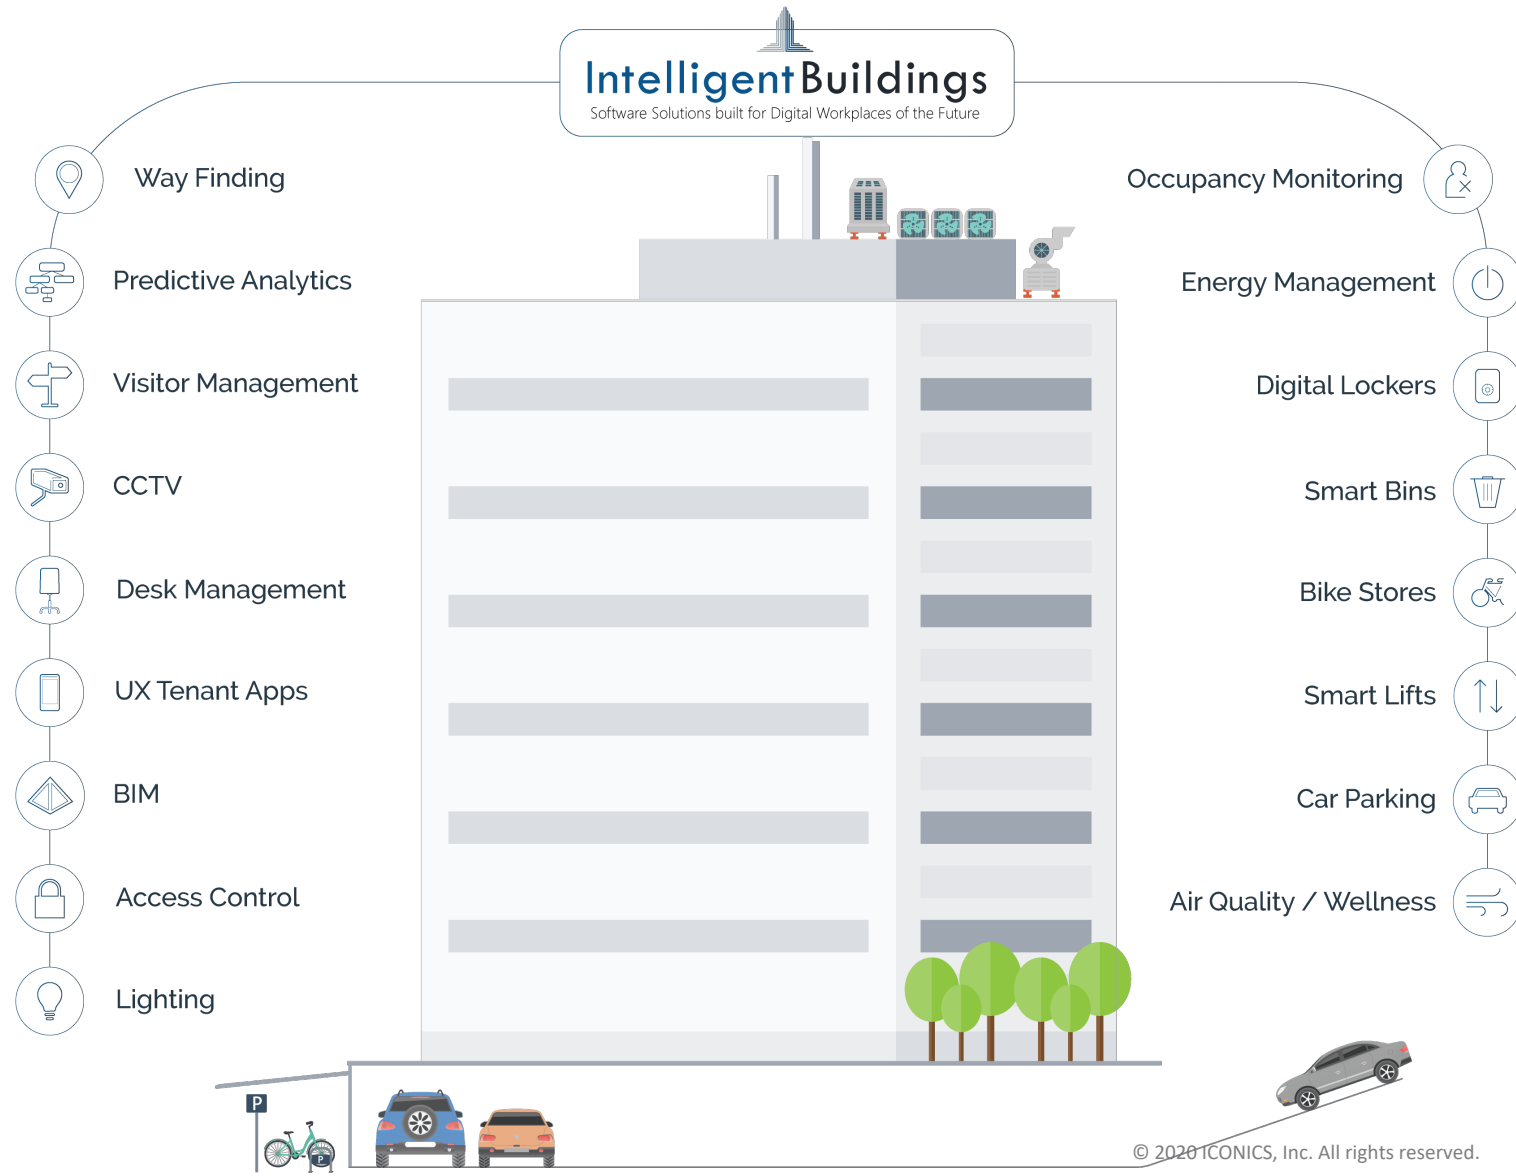 IntelligentBuildings
Software Solutions built for Digital Workplaces of the Future
Way Finding
Predictive Analytics
Visitor Management
CCTV
Desk Management
UX Tenant Apps
BIM
Access Control
Lighting
Occupancy Monitoring
Energy Management
Digital Lockers
Smart Bins
Bike Stores
Smart Lifts
Car Parking
Air Quality / Wellness
P
P
© 2020 ICONICS, Inc. All rights reserved.